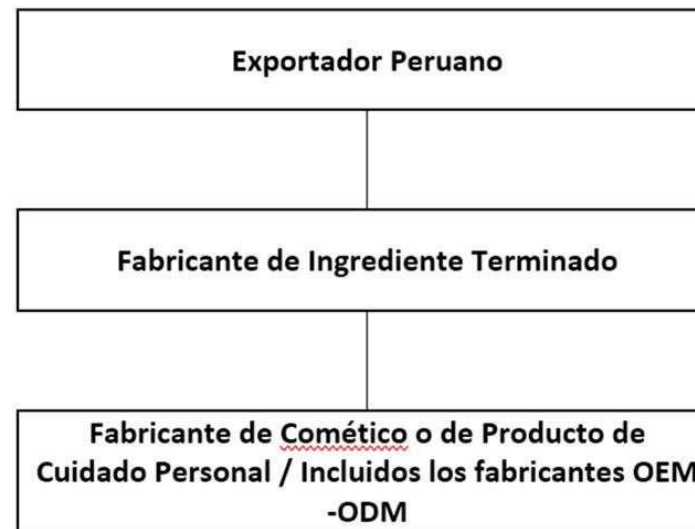 Exportador Peruano
Fabricante de Ingrediente Terminado
Fabricante de Comético o de Producto de
Cuidado Personal / Incluidos los fabricantes OEM
-ODM